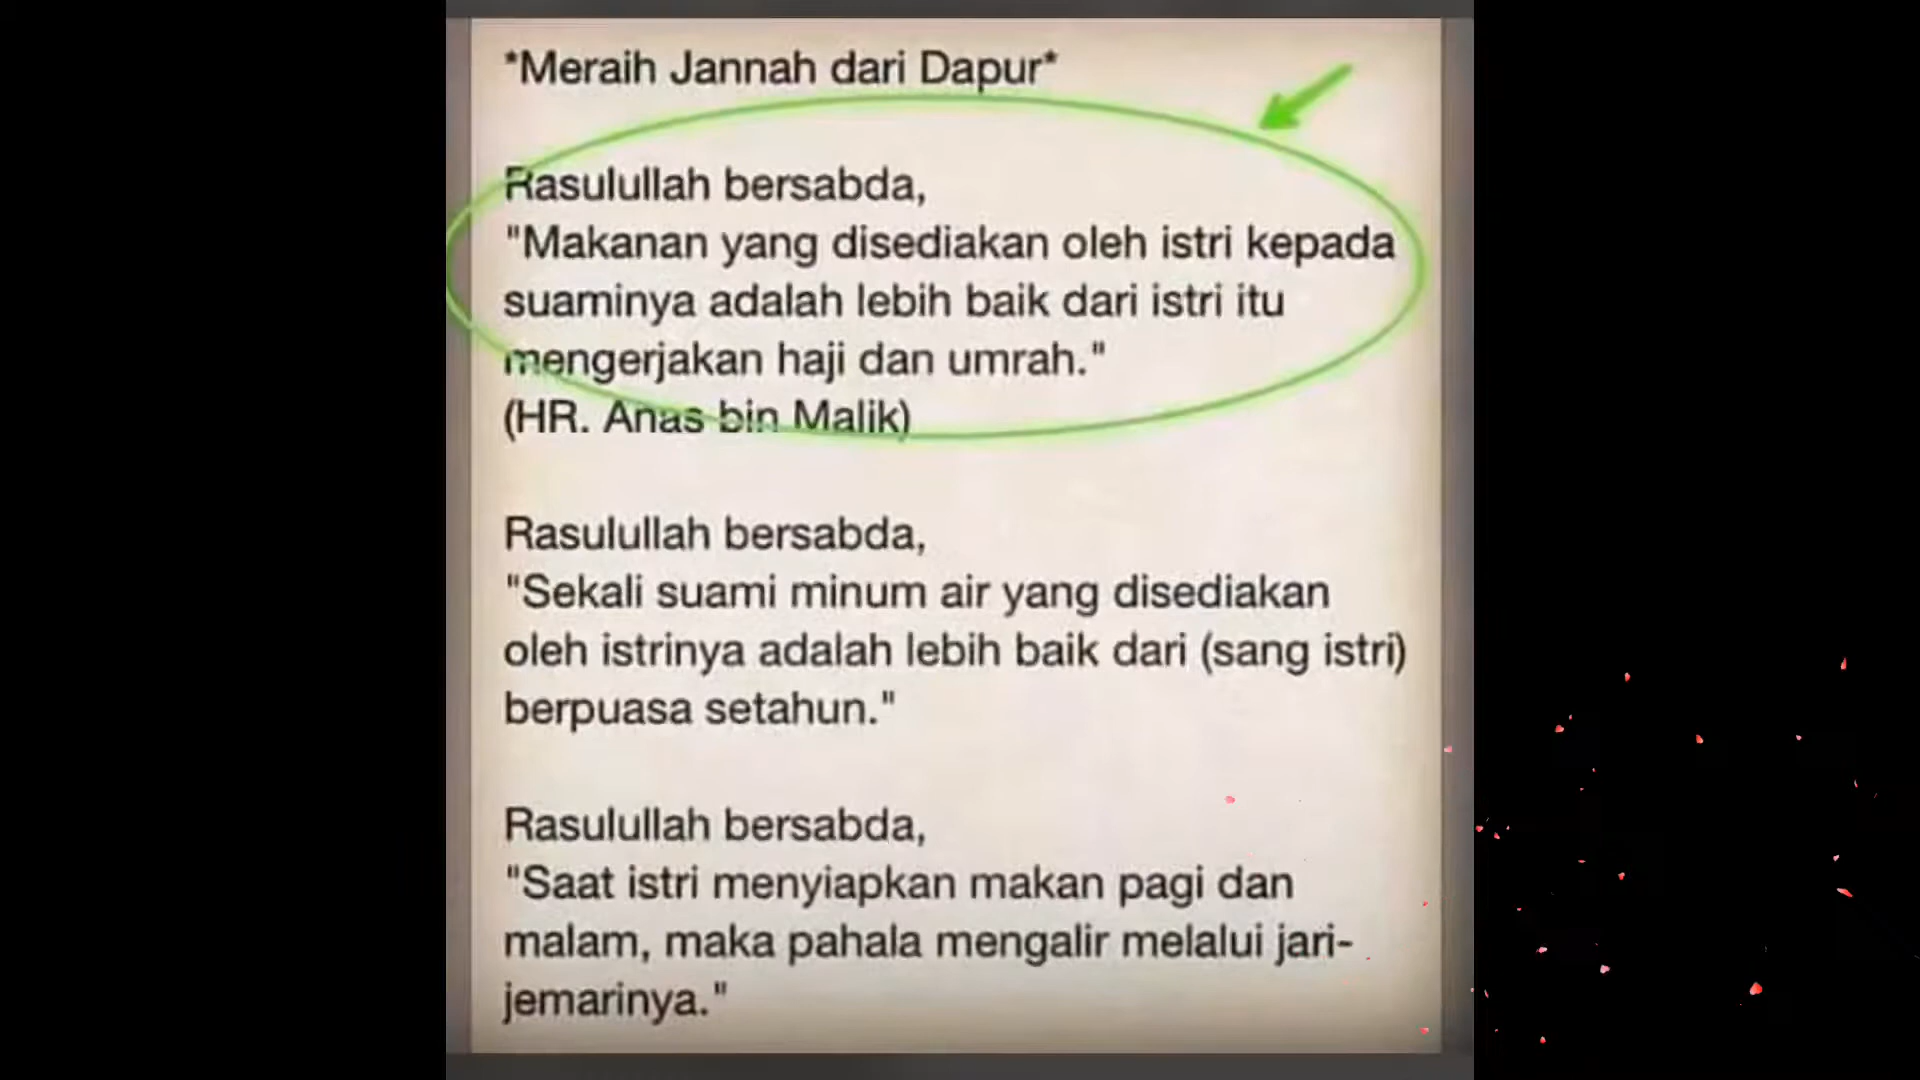 *Meraih Jannah dari Dapur*
Rasulullah bersabda,
"Makanan yang disediakan oleh istri kepada
suaminya adalah lebih baik dari istri itu
mengerjakan haji dan umrah."
(HR. Anas bin Malik)
Rasulullah bersabda,
"Sekali suami minum air yang disediakan
oleh istrinya adalah lebih baik dari (sang istri)
berpuasa setahun."
Rasulullah bersabda,
"Saat istri menyiapkan makan pagi dan
malam, maka pahala mengalir melalui jari-
jemarinya."